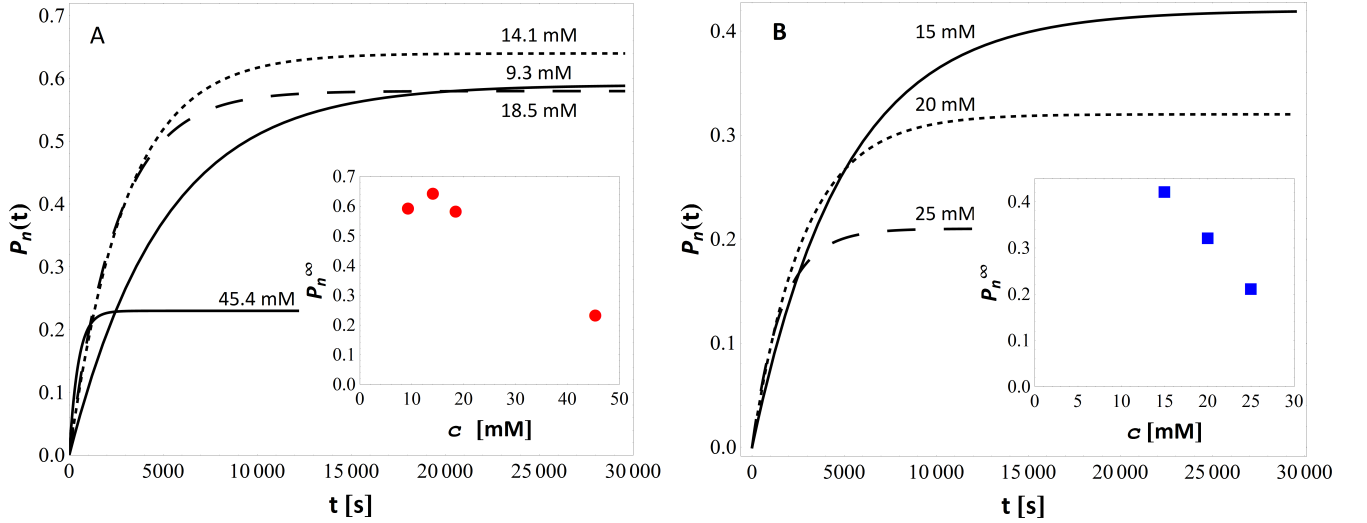 A
0.7
0.6
0.5
0.4
0.3
0.2
0.1
0.0
Pn(t)
14.1 mM
9.3 mM
18.5 mM
45.4 mM
0.7
0.6
0.5
0.4
0.3
0.2
0.1
0.0
Pn∞
0 10 20 30 40 50
c [mM]
0 5000 10 000 15 000 20 000 25 000 30 000
t [s]
B
0.4
0.3
0.2
0.1
0.0
Pn(t)
15 mM
20 mM
25 mM
0.4
0.3
0.2
0.1
0.0
Pn∞
0 5 10 15 20 25 30
c [mM]
0 5000 10 000 15 000 20 000 25 000 30 000
t [s]